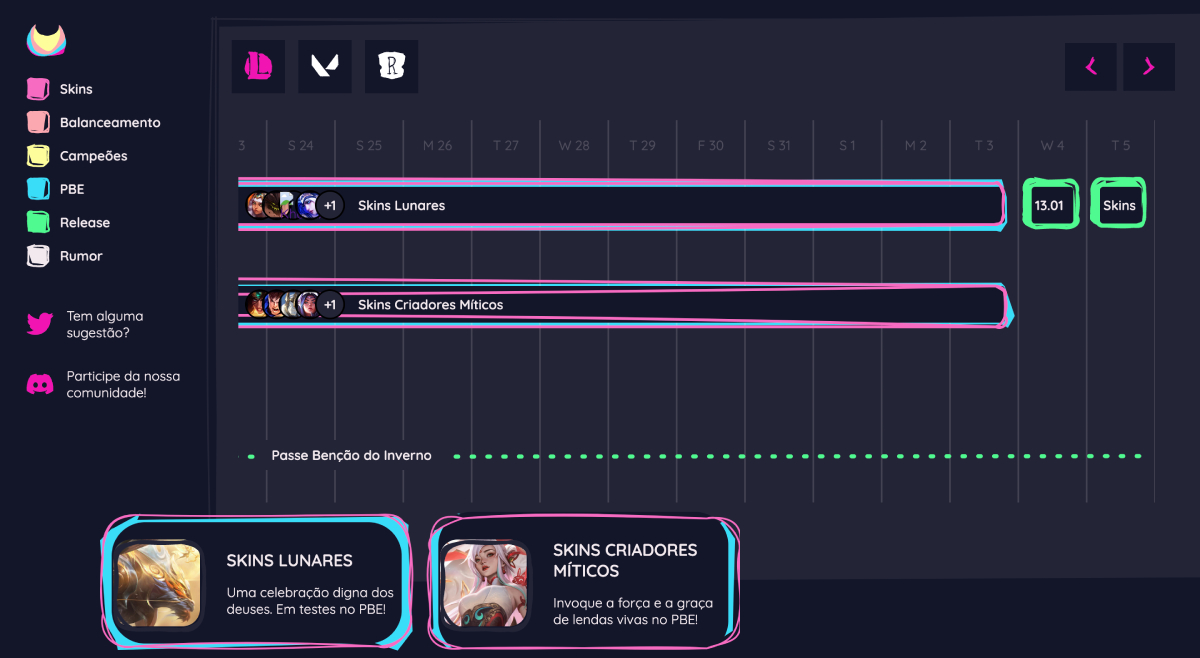 Skins
Balanceamento
Campeões
PBE
Release
Rumor
Tem alguma
sugestão?
Participe da nossa
comunidade!
R
3 S 24 S 25 M 26 T 27 W 28 T 29 F 30 S 31 S 1 M 2 T 3 W 4 T 5
+1 Skins Lunares 13.01 Skins
+1 Skins Criadores Míticos
Passe Benção do Inverno
SKINS LUNARES
Uma celebração digna dos
deuses. Em testes no PBE!
SKINS CRIADORES
MÍTICOS
Invoque a força e a graça
de lendas vivas no PBE!